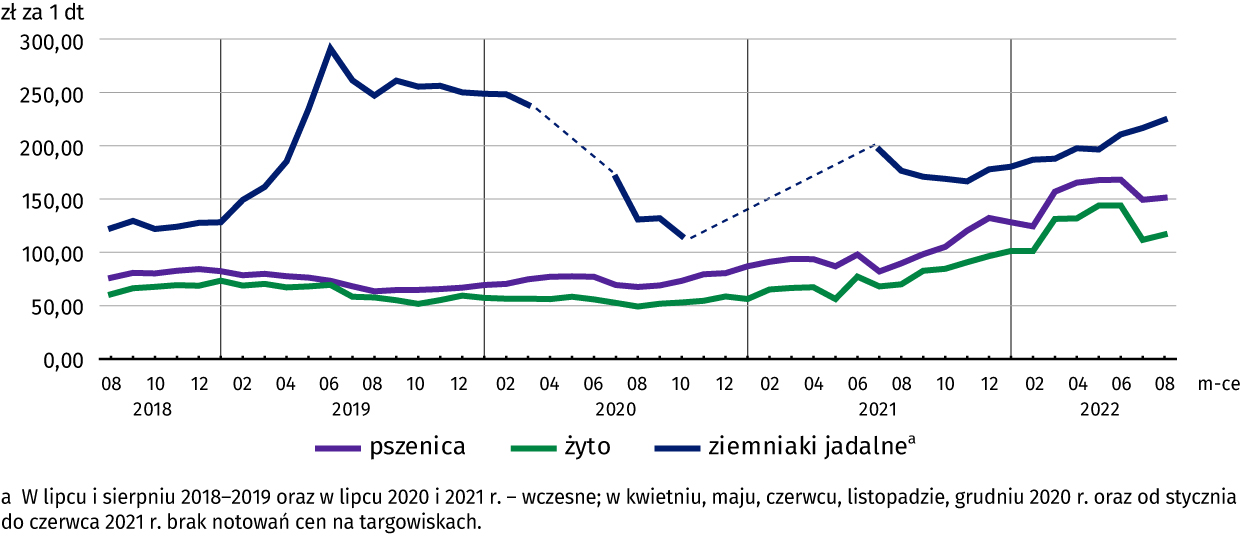 zł za 1 dt
300,00
250,00
200,00
150,00
100,00
50,00
0,00
08 10 12 02 04 06 08 10 12 02 04 06 08 10 12 02 04 06 08 10 12 02 04 06 08 m-ce
2018 2019 2020 2021 2022
pszenica żyto ziemniaki jadalneᵃ
a W lipcu i sierpniu 2018–2019 oraz w lipcu 2020 i 2021 r. – wczesne; w kwietniu, maju, czerwcu, listopadzie, grudniu 2020 r. oraz od stycznia
do czerwca 2021 r. brak notowań cen na targowiskach.